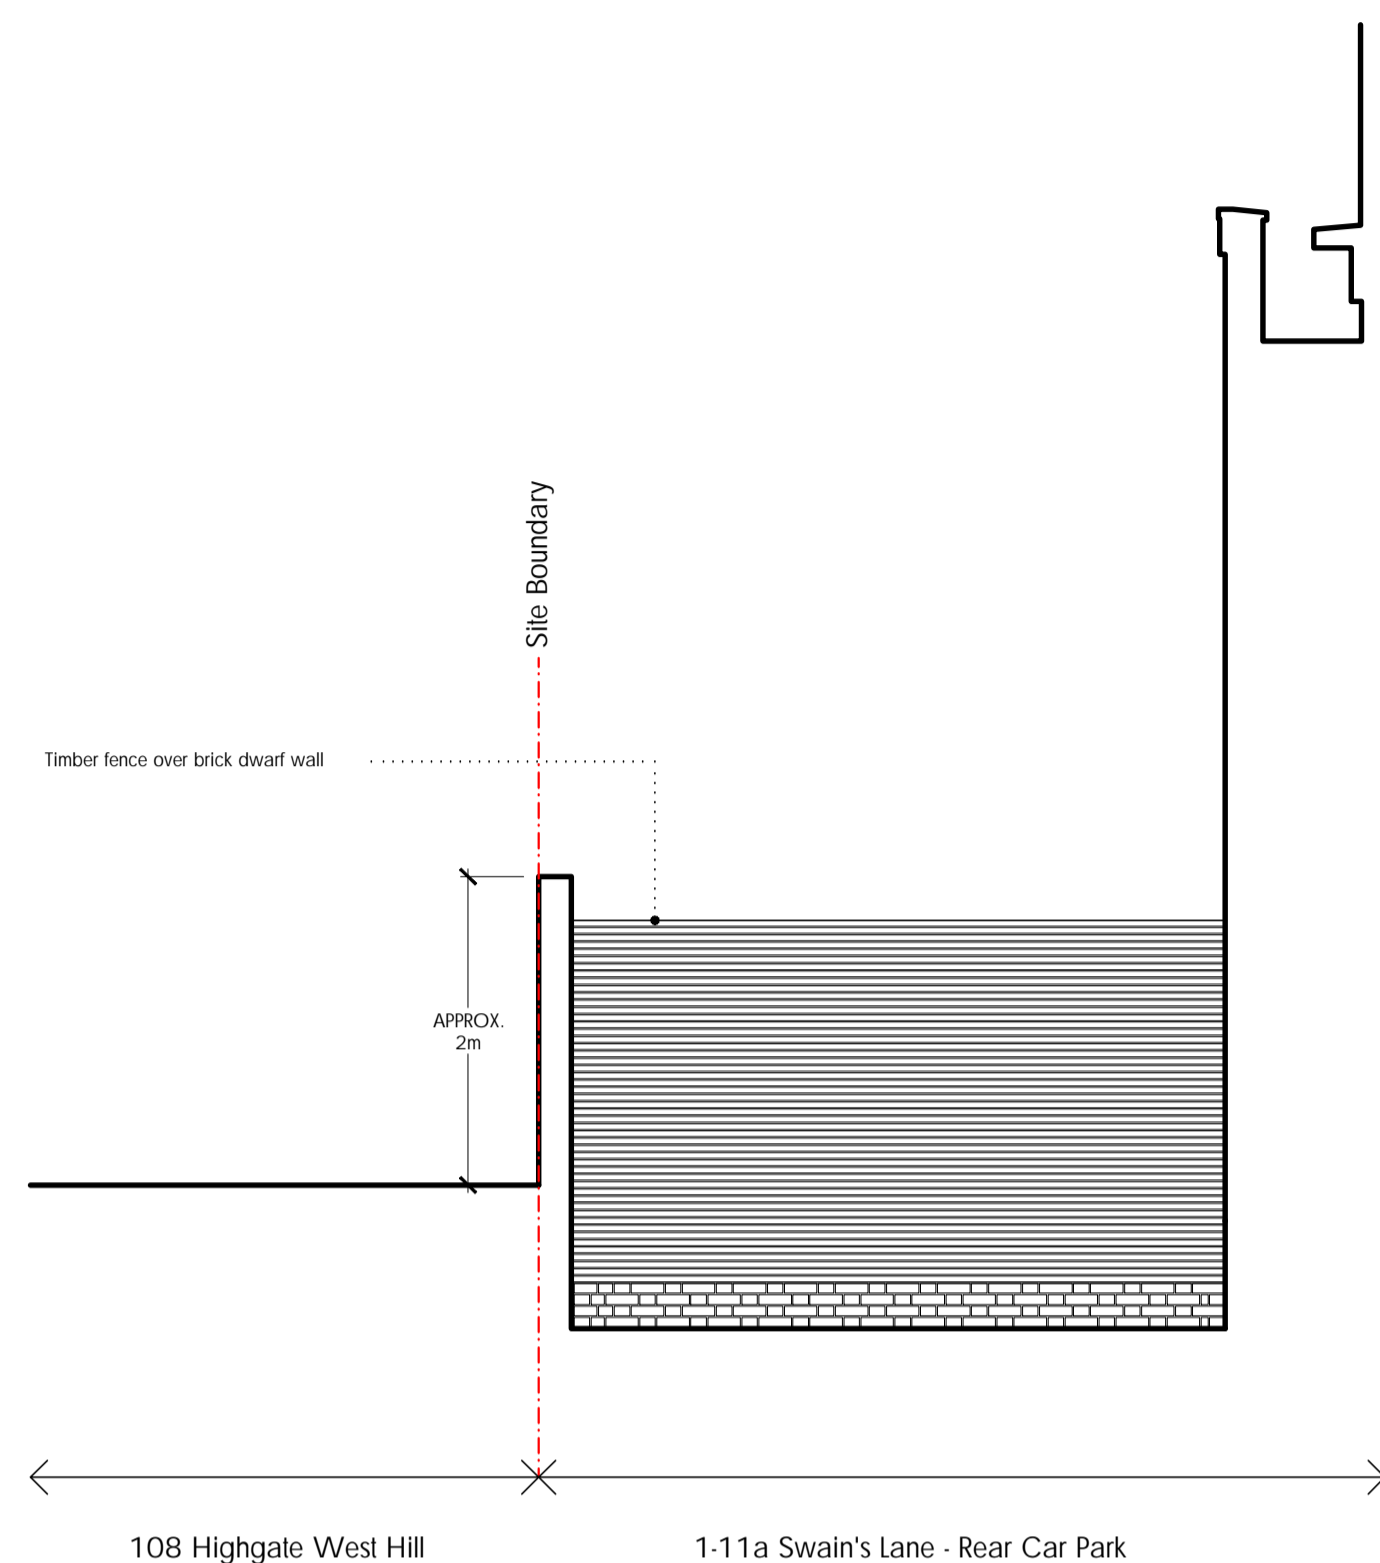 Site Boundary
Timber fence over brick dwarf wall
APPROX.
2m
108 Highgate West Hill
1-11a Swain's Lane - Rear Car Park